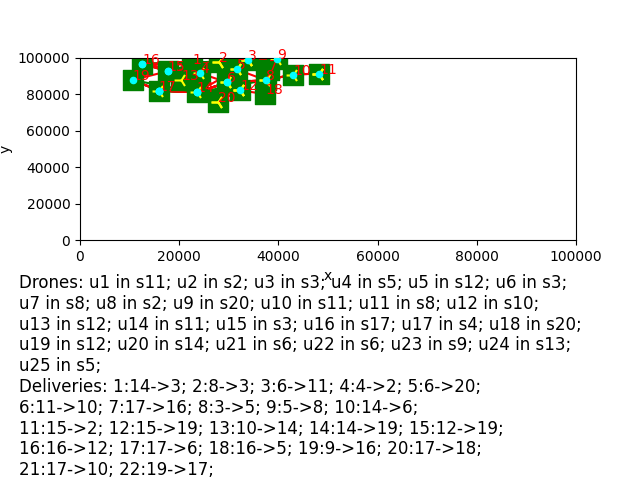 16 1 2 3 9
100000
80000
60000
40000
20000
0
y
0 20000 40000 60000 80000 100000
x
Drones: u1 in s11; u2 in s2; u3 in s3; u4 in s5; u5 in s12; u6 in s3;
u7 in s8; u8 in s2; u9 in s20; u10 in s11; u11 in s8; u12 in s10;
u13 in s12; u14 in s11; u15 in s3; u16 in s17; u17 in s4; u18 in s20;
u19 in s12; u20 in s14; u21 in s6; u22 in s6; u23 in s9; u24 in s13;
u25 in s5;
Deliveries: 1:14->3; 2:8->3; 3:6->11; 4:4->2; 5:6->20;
6:11->10; 7:17->16; 8:3->5; 9:5->8; 10:14->6;
11:15->2; 12:15->19; 13:10->14; 14:14->19; 15:12->19;
16:16->12; 17:17->6; 18:16->5; 19:9->16; 20:17->18;
21:17->10; 22:19->17;